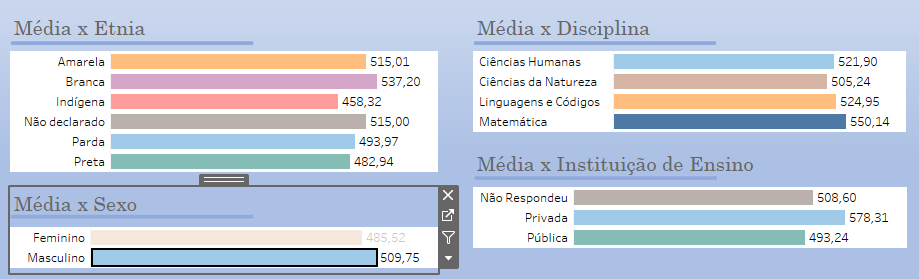 Média x Etnia
Amarela 515,01
Branca 537,20
Indígena 458,32
Não declarado 515,00
Parda 493,97
Preta 482,94
Média x Sexo
Feminino 485,52
Masculino 509,75
Média x Disciplina
Ciências Humanas 521,90
Ciências da Natureza 505,24
Linguagens e Códigos 524,95
Matemática 550,14
Média x Instituição de Ensino
Não Respondeu 508,60
Privada 578,31
Pública 493,24